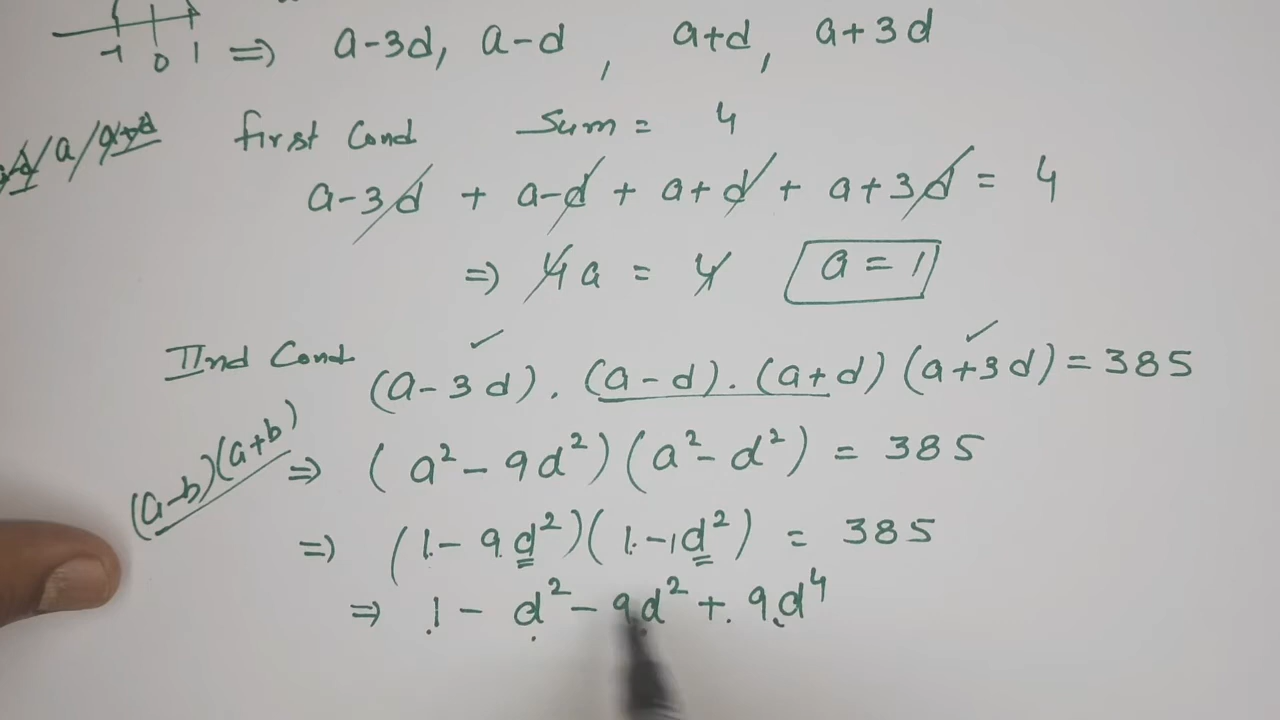 -1 0 1 ⇒ a-3d, a-d , a+d, a+3d
a/a+d
first Cond Sum = 4
a-3d + a-d + a+d + a+3d = 4
⇒ 4a = 4 a = 1
IInd Cond (a-3d).(a-d).(a+d)(a+3d)=385
(a-b)(a+b)
⇒ (a²-9d²)(a²-d²) = 385
⇒ (1-9d²)(1-1d²) = 385
⇒ 1-d²-9d²+9d⁴